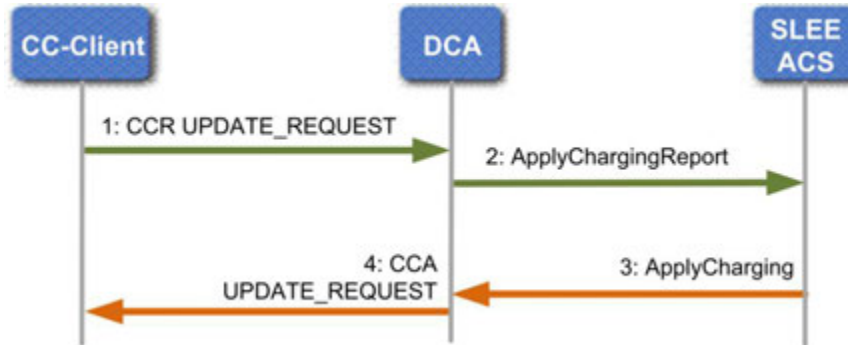 CC-Client
DCA
SLEE
ACS
1: CCR UPDATE_REQUEST
2: ApplyChargingReport
3: ApplyCharging
4: CCA
UPDATE_REQUEST